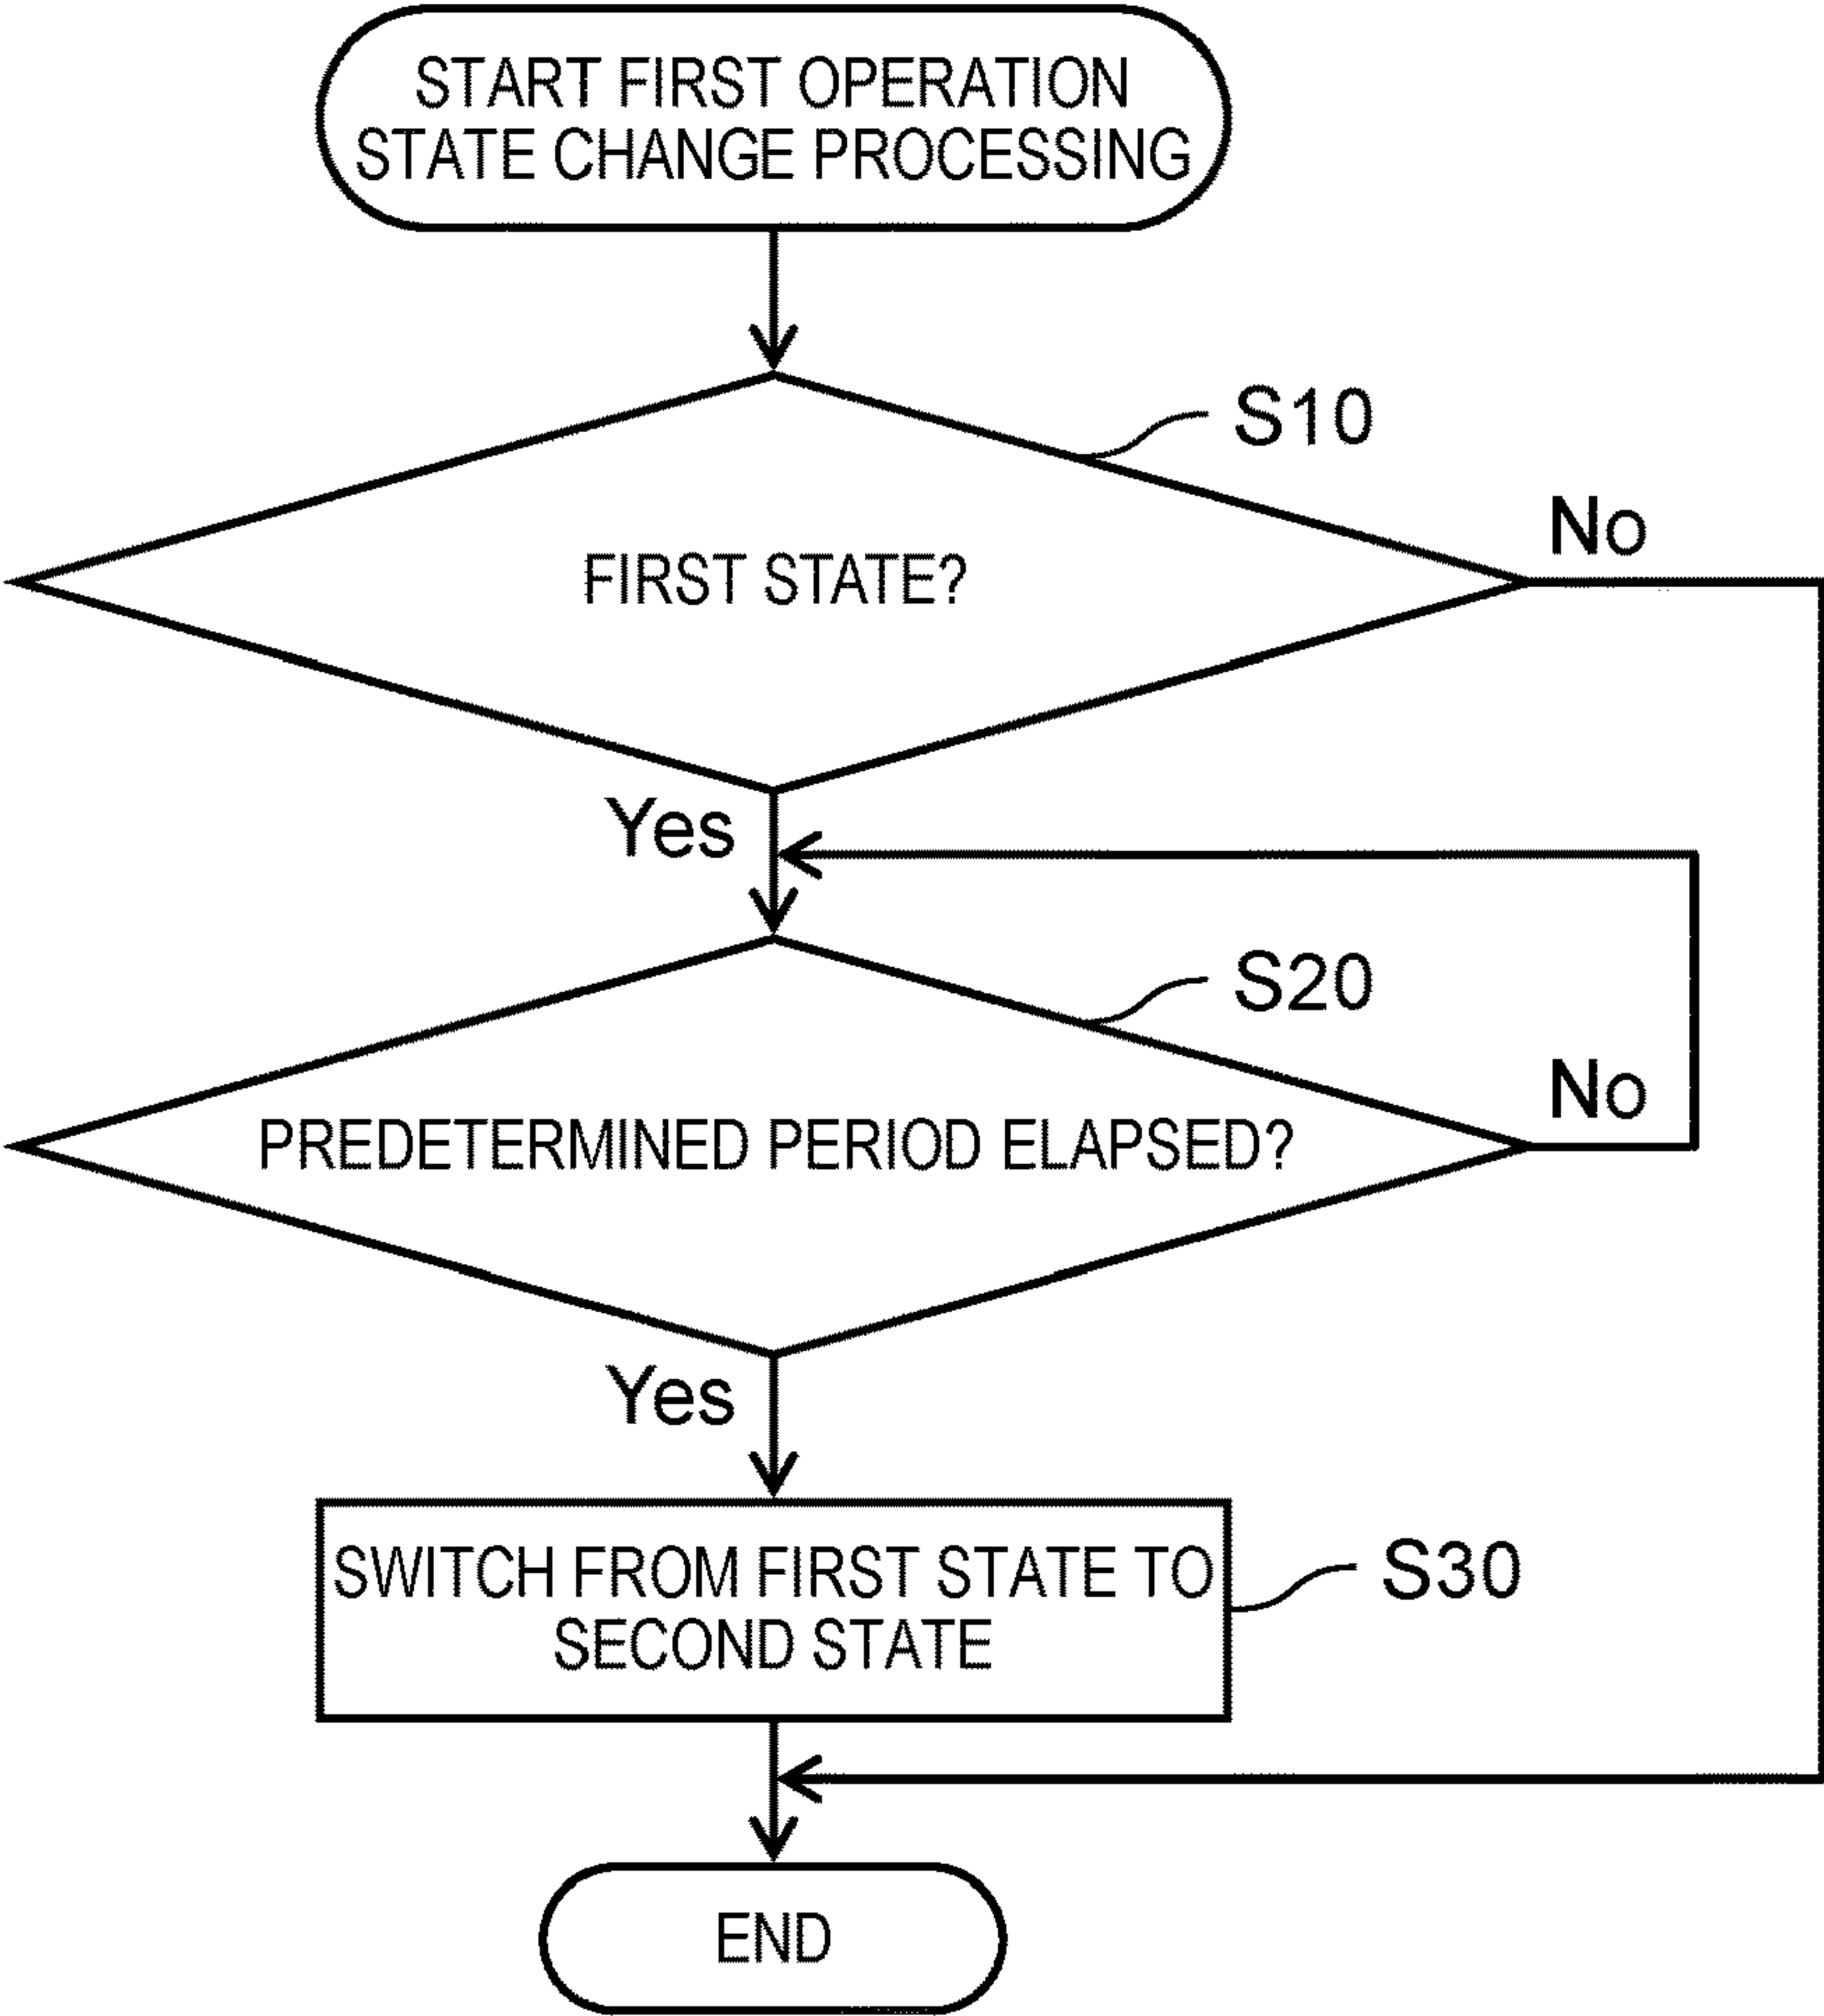 START FIRST OPERATION
STATE CHANGE PROCESSING
S10
No
FIRST STATE?
Yes
S20
No
PREDETERMINED PERIOD ELAPSED?
Yes
SWITCH FROM FIRST STATE TO
SECOND STATE
S30
END